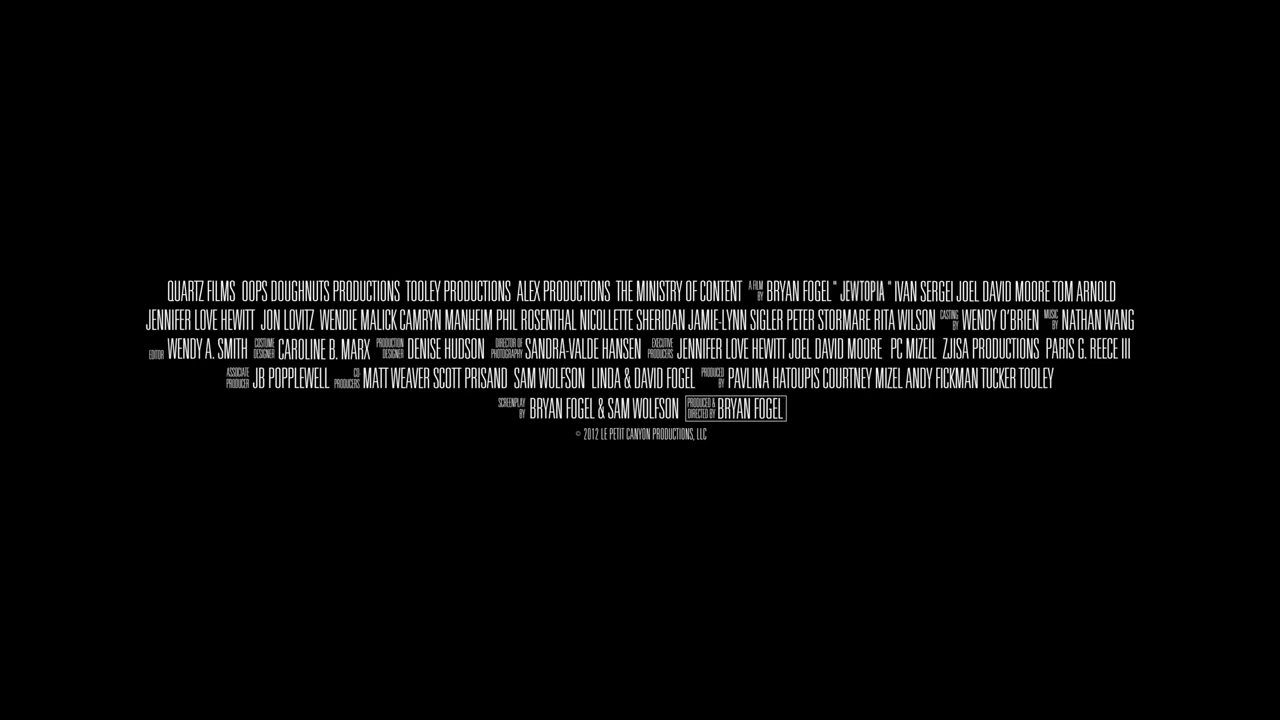 QUARTZ FILMS OOPS DOUGHNUTS PRODUCTIONS TOOLEY PRODUCTIONS ALEX PRODUCTIONS THE MINISTRY OF CONTENT A FILM BY BRYAN FOGEL "JEWTOPIA" IVAN SERGEI JOEL DAVID MOORE TOM ARNOLD
JENNIFER LOVE HEWITT JON LOVITZ WENDIE MALICK CAMRYN MANHEIM PHIL ROSENTHAL NICOLLETTE SHERIDAN JAMIE-LYNN SIGLER PETER STORMARE RITA WILSON CASTING BY WENDY O'BRIEN MUSIC BY NATHAN WANG
EDITOR WENDY A. SMITH COSTUME DESIGNER CAROLINE B. MARX PRODUCTION DESIGNER DENISE HUDSON DIRECTOR OF PHOTOGRAPHY SANDRA-VALDE HANSEN EXECUTIVE PRODUCERS JENNIFER LOVE HEWITT JOEL DAVID MOORE PC MIZEIL ZJISA PRODUCTIONS PARIS G. REECE III
ASSOCIATE PRODUCER JB POPPLEWELL CO PRODUCERS MATT WEAVER SCOTT PRISAND SAM WOLFSON LINDA & DAVID FOGEL PRODUCED BY PAVLINA HATOUPIS COURTNEY MIZEL ANDY FICKMAN TUCKER TOOLEY
SCREENPLAY BY BRYAN FOGEL & SAM WOLFSON PRODUCED & DIRECTED BY BRYAN FOGEL
© 2012 LE PETIT CANYON PRODUCTIONS, LLC